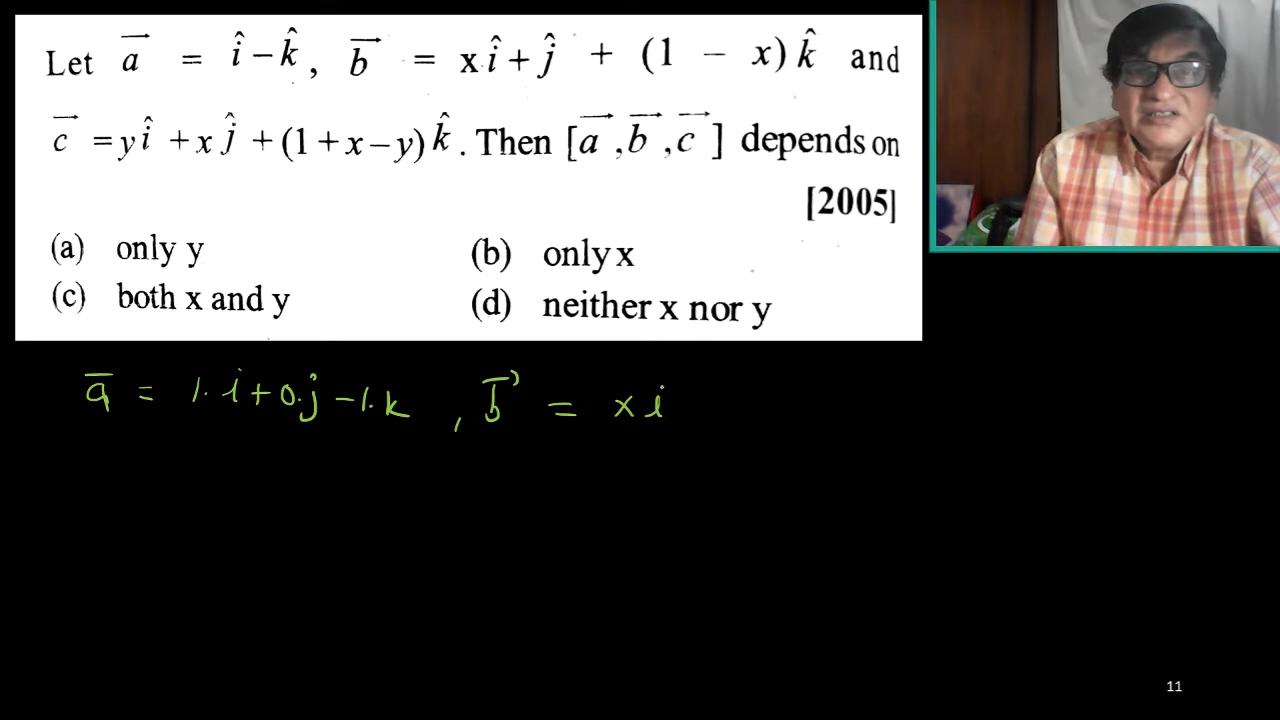 Let a⃗ = î − k̂, b⃗ = xî + ĵ + (1 − x) k̂ and
c⃗ = yî + xĵ + (1 + x − y) k̂. Then [a⃗, b⃗, c⃗] depends on
[2005]
(a) only y (b) only x
(c) both x and y (d) neither x nor y
a̅ = 1. i + 0. j − 1. k , b⃗ = x i
11